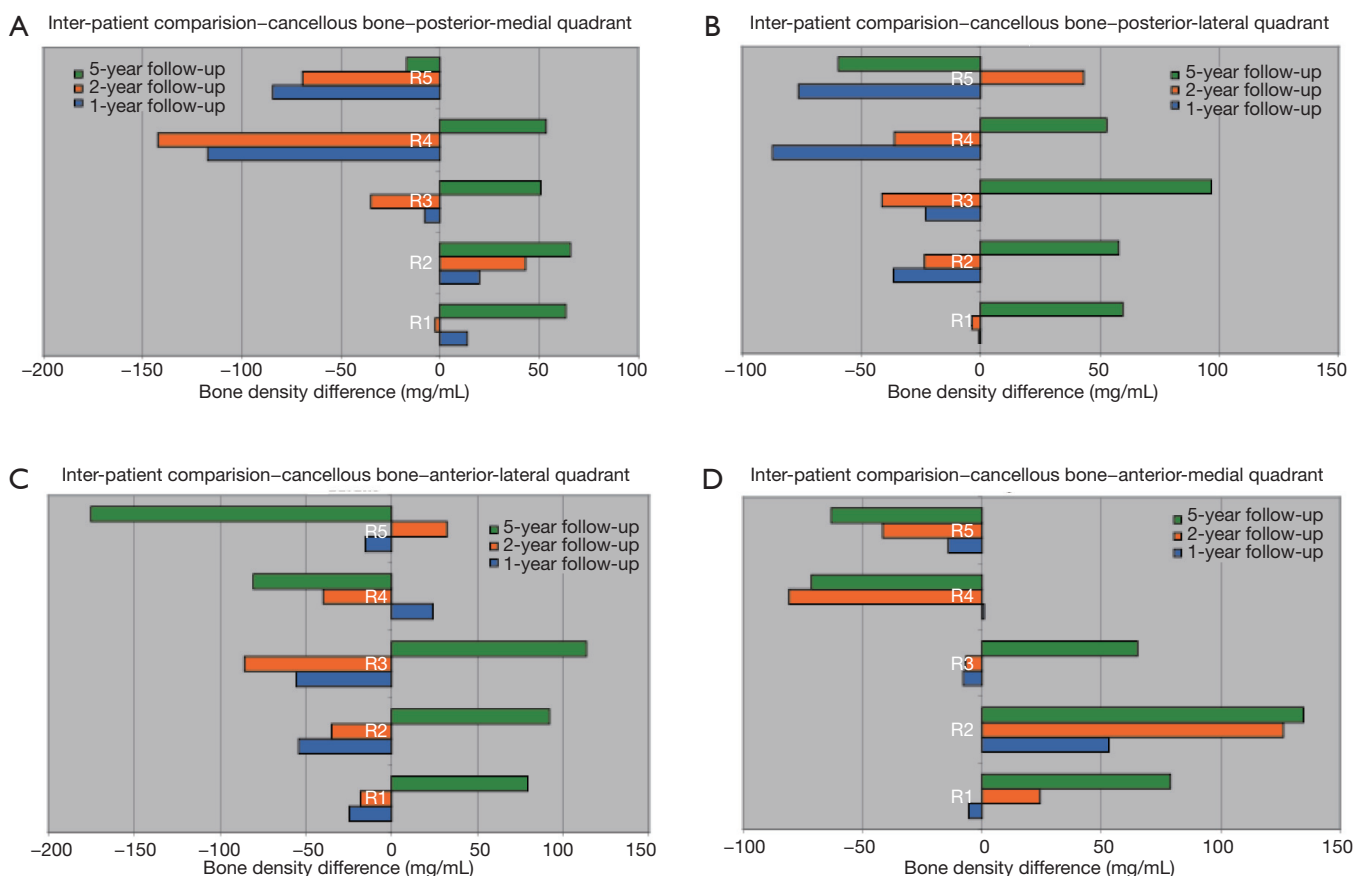 A
Inter-patient comparision–cancellous bone–posterior-medial quadrant
5-year follow-up
2-year follow-up
1-year follow-up
R5
R4
R3
R2
R1
−200 −150 −100 −50 0 50 100
Bone density difference (mg/mL)
B
Inter-patient comparision–cancellous bone–posterior-lateral quadrant
5-year follow-up
2-year follow-up
1-year follow-up
R5
R4
R3
R2
R1
−100 −50 0 50 100 150
Bone density difference (mg/mL)
C
Inter-patient comparision–cancellous bone–anterior-lateral quadrant
5-year follow-up
2-year follow-up
1-year follow-up
R5
R4
R3
R2
R1
−200 −150 −100 −50 0 50 100 150
Bone density difference (mg/mL)
D
Inter-patient comparision–cancellous bone–anterior-medial quadrant
5-year follow-up
2-year follow-up
1-year follow-up
R5
R4
R3
R2
R1
−100 −50 0 50 100 150
Bone density difference (mg/mL)